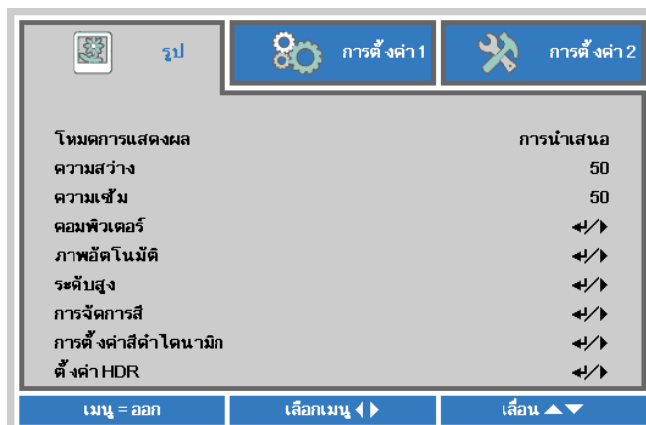 รูป
การตั้งค่า 1
การตั้งค่า 2
โหมดการแสดงผล การนำเสนอ
ความสว่าง 50
ความเข้ม 50
คอมพิวเตอร์ ↵/▶
ภาพอัตโนมัติ ↵/▶
ระดับสูง ↵/▶
การจัดการสี ↵/▶
การตั้งค่าสีดำไดนามิก ↵/▶
ตั้งค่า HDR ↵/▶
เมนู = ออก
เลือกเมนู ◀ ▶
เลื่อน ▲▼